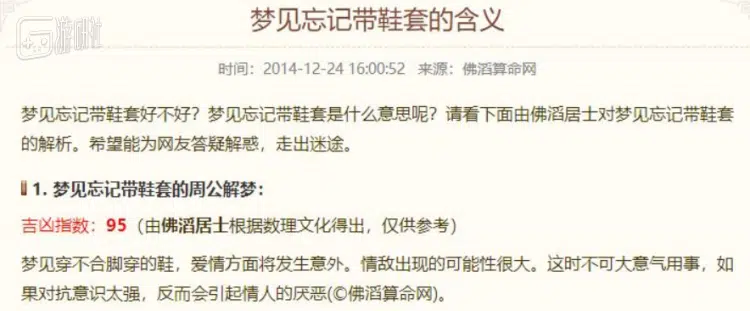 游研社
梦见忘记带鞋套的含义
时间：2014-12-24 16:00:52 来源：佛滔算命网
梦见忘记带鞋套好不好？梦见忘记带鞋套是什么意思呢？请看下面由佛滔居士对梦见忘记带鞋套
的解析。希望能为网友答疑解惑，走出迷途。
1. 梦见忘记带鞋套的周公解梦：
吉凶指数：95（由佛滔居士根据数理文化得出，仅供参考）
梦见穿不合脚穿的鞋，爱情方面将发生意外。情敌出现的可能性很大。这时不可大意气用事，如
果对抗意识太强，反而会引起情人的厌恶(©佛滔算命网)。